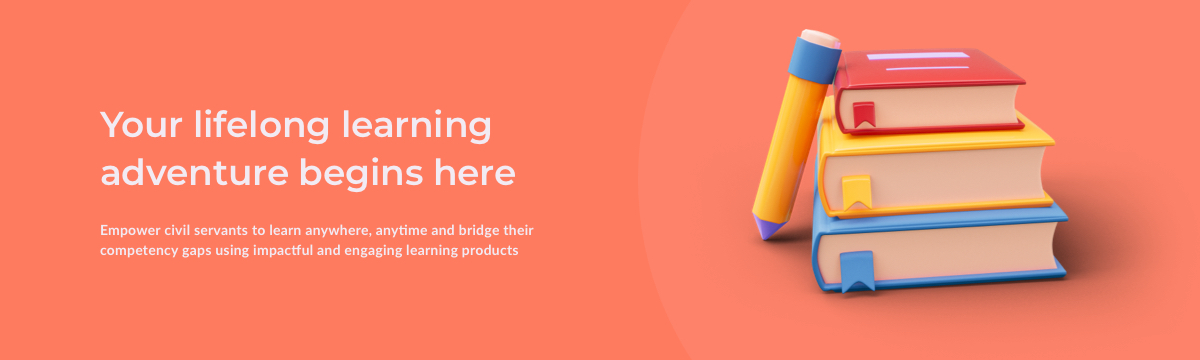 Your lifelong learning
adventure begins here
Empower civil servants to learn anywhere, anytime and bridge their
competency gaps using impactful and engaging learning products